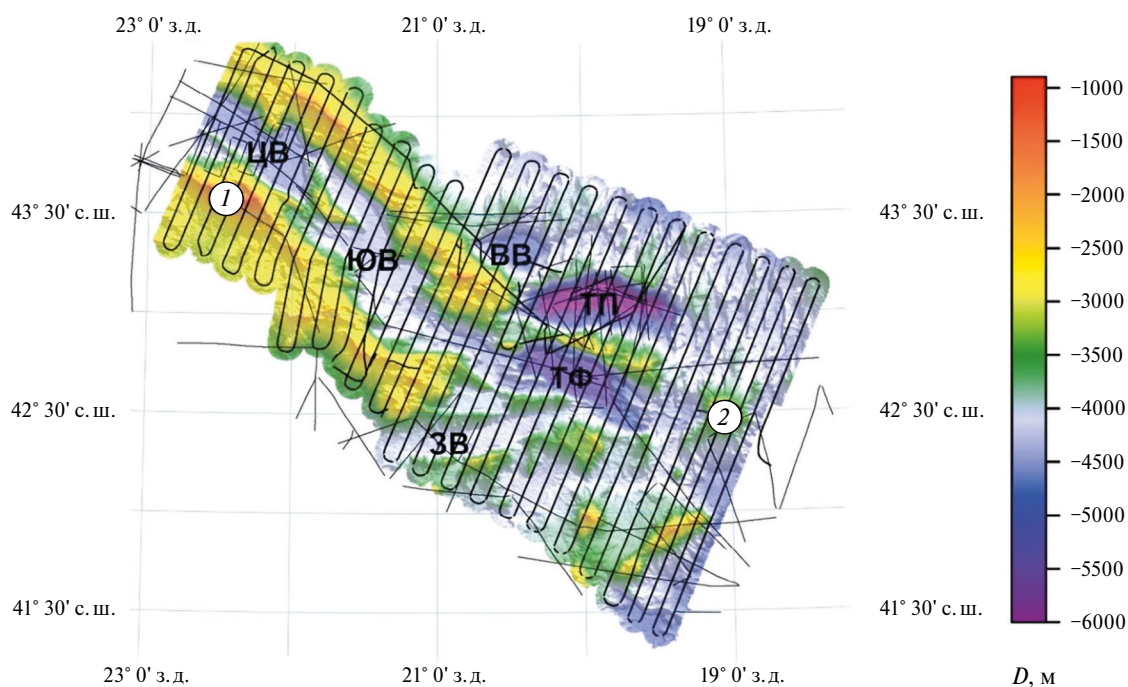 23° 0' з.д. 21° 0' з.д. 19° 0' з.д.
−1000
−1500
ЦВ
−2000
1
43° 30' с.ш. 43° 30' с.ш.
−2500
ВВ
ЮВ
−3000
ТП
−3500
ТФ
−4000
42° 30' с.ш. 2 42° 30' с.ш.
ЗВ
−4500
−5000
−5500
41° 30' с.ш. 41° 30' с.ш.
−6000
23° 0' з.д. 21° 0' з.д. 19° 0' з.д. D, м